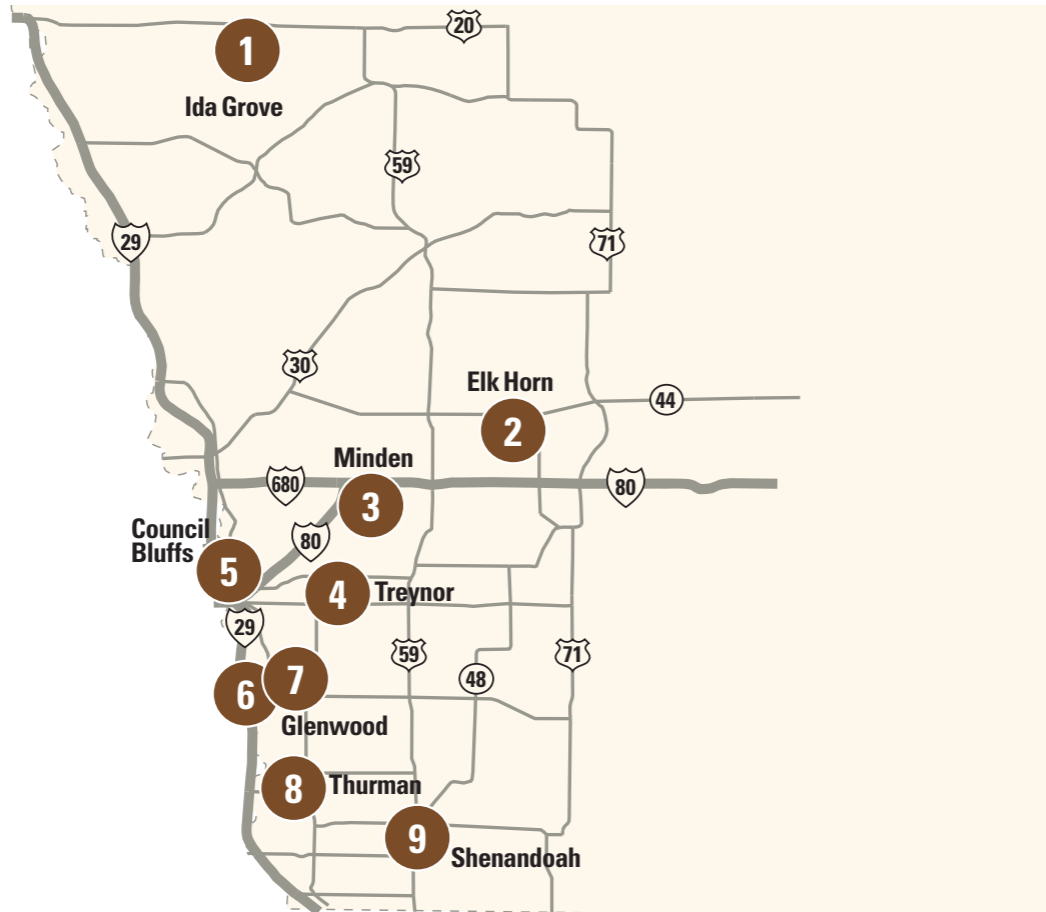 20
1
Ida Grove
59
29
71
30
Elk Horn
44
2
Minden
680
80
3
Council
Bluffs
80
5
4
Treynor
29
59
71
48
7
6
Glenwood
8
Thurman
9
Shenandoah